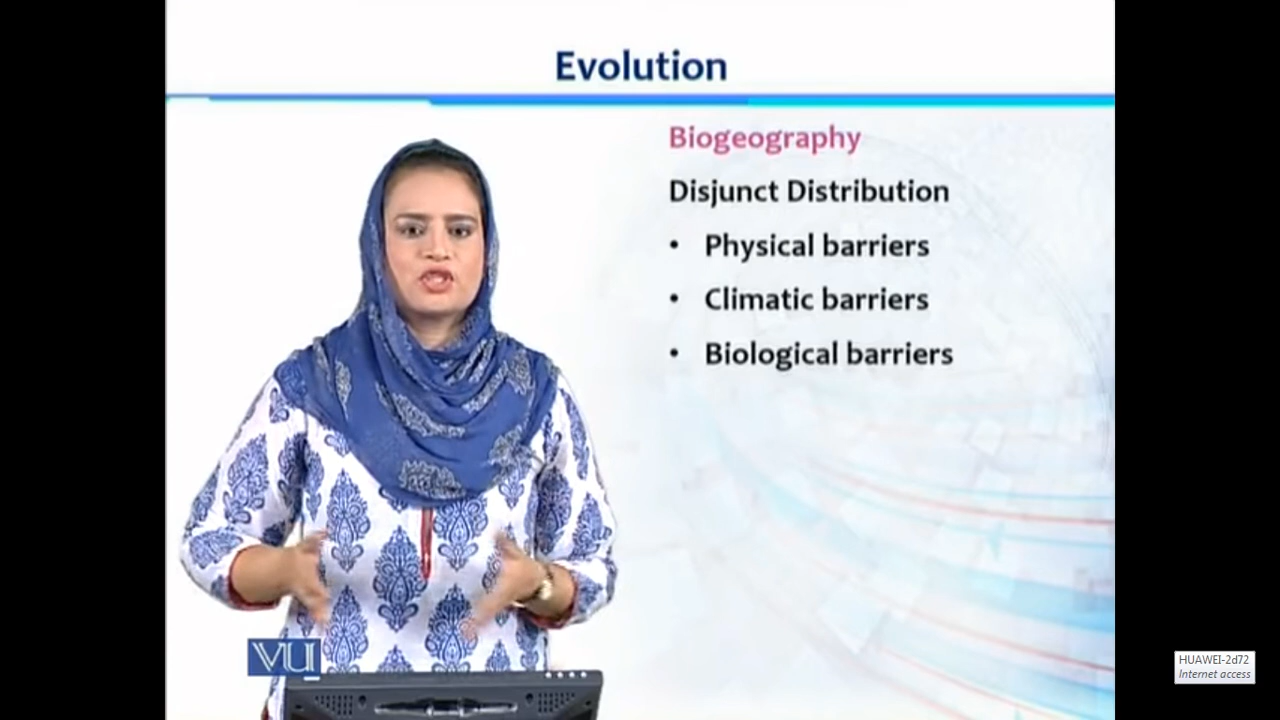 Evolution
Biogeography
Disjunct Distribution
• Physical barriers
• Climatic barriers
• Biological barriers
VU
HUAWEI-2d72
Internet access